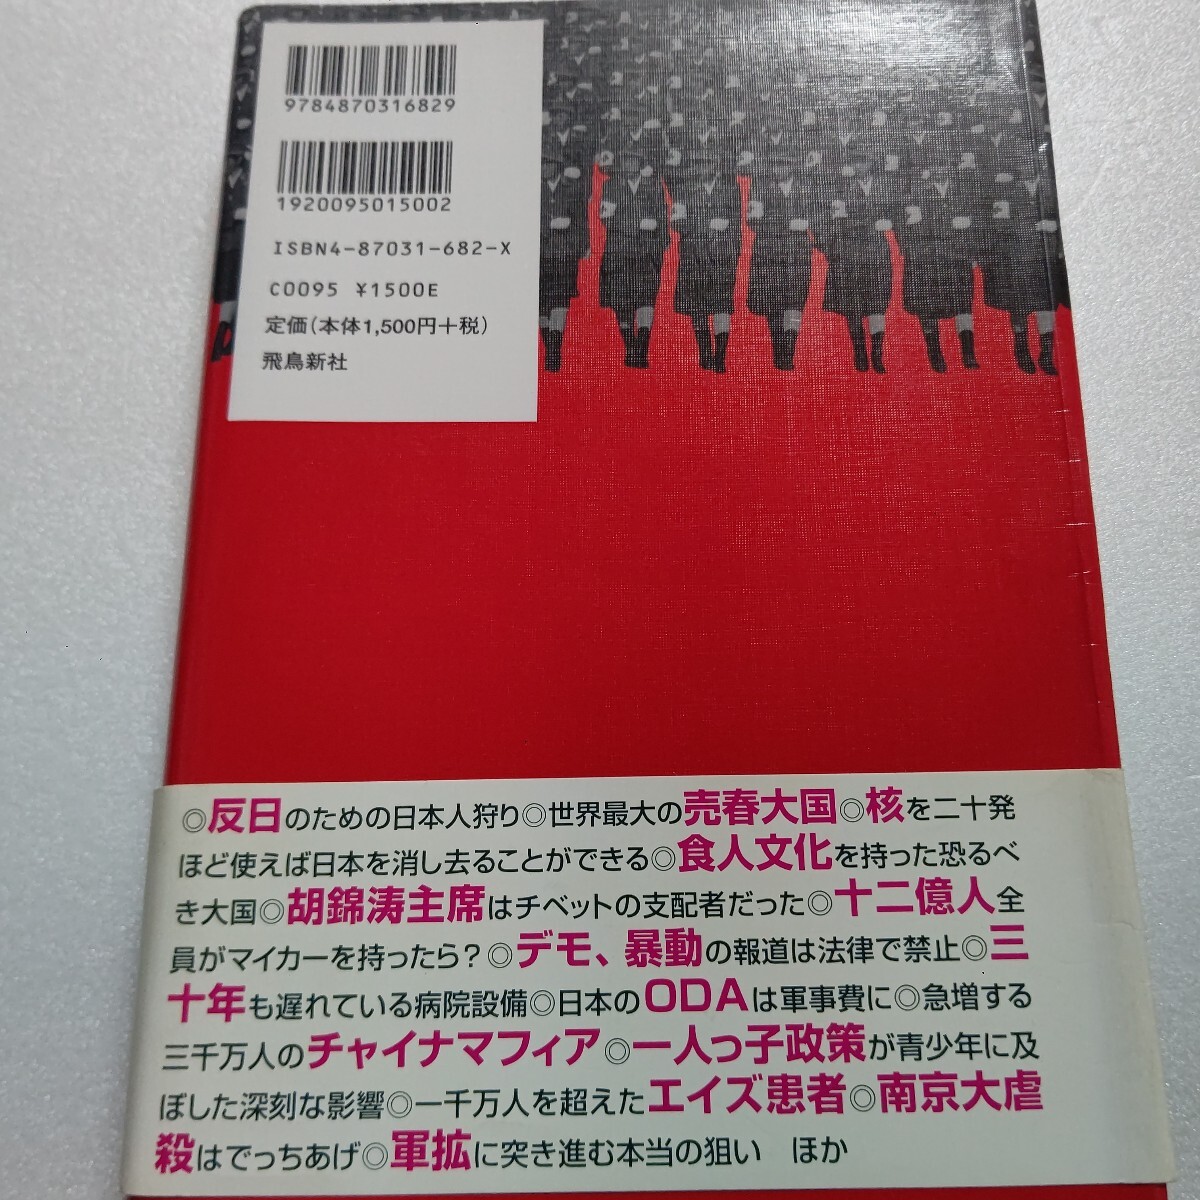 9784870316829
1920095015002
ISBN4-87031-682-X
C0095 ¥1500E
定価(本体1,500円+税)
飛鳥新社
◎反日のための日本人狩り◎世界最大の売春大国◎核を二十発
ほど使えば日本を消し去ることができる◎食人文化を持った恐るべ
き大国◎胡錦涛主席はチベットの支配者だった◎十二億人全
員がマイカーを持ったら?◎デモ、暴動の報道は法律で禁止◎三
十年も遅れている病院設備◎日本のODAは軍事費に◎急増する
三千万人のチャイナマフィア◎一人っ子政策が青少年に及
ぼした深刻な影響◎一千万人を超えたエイズ患者◎南京大虐
殺はでっちあげ◎軍拡に突き進む本当の狙い ほか